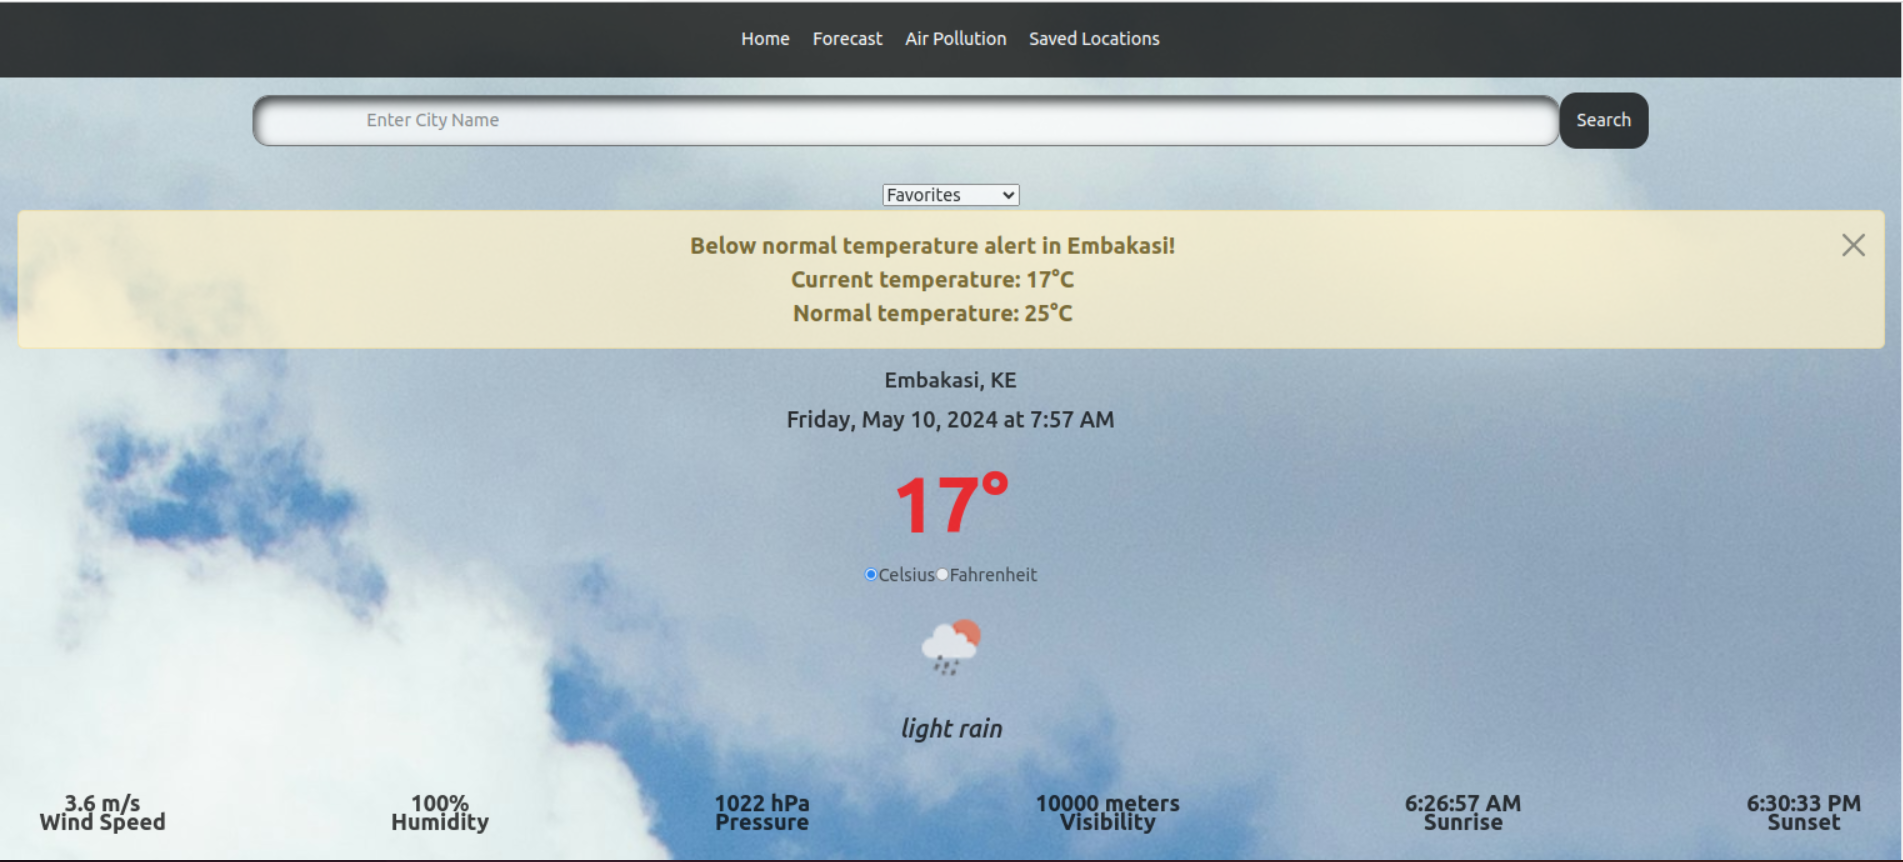 Home Forecast Air Pollution Saved Locations
Enter City Name Search
Favorites
Below normal temperature alert in Embakasi!
Current temperature: 17°C
Normal temperature: 25°C
Embakasi, KE
Friday, May 10, 2024 at 7:57 AM
17°
Celsius Fahrenheit
light rain
3.6 m/s 100% 1022 hPa 10000 meters 6:26:57 AM 6:30:33 PM
Wind Speed Humidity Pressure Visibility Sunrise Sunset